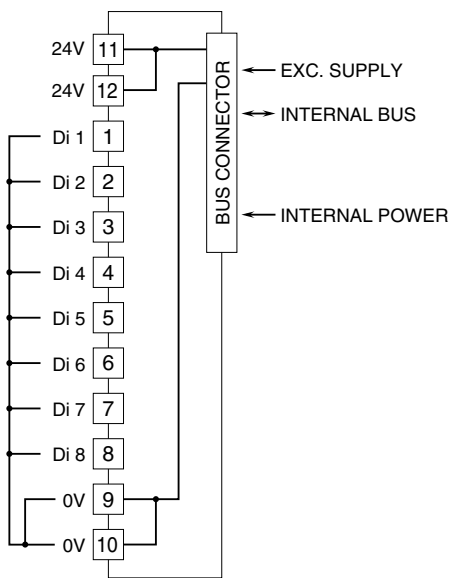 24V 11
24V 12
Di 1 1
Di 2 2
Di 3 3
Di 4 4
Di 5 5
Di 6 6
Di 7 7
Di 8 8
0V 9
0V 10
BUS CONNECTOR
EXC. SUPPLY
INTERNAL BUS
INTERNAL POWER